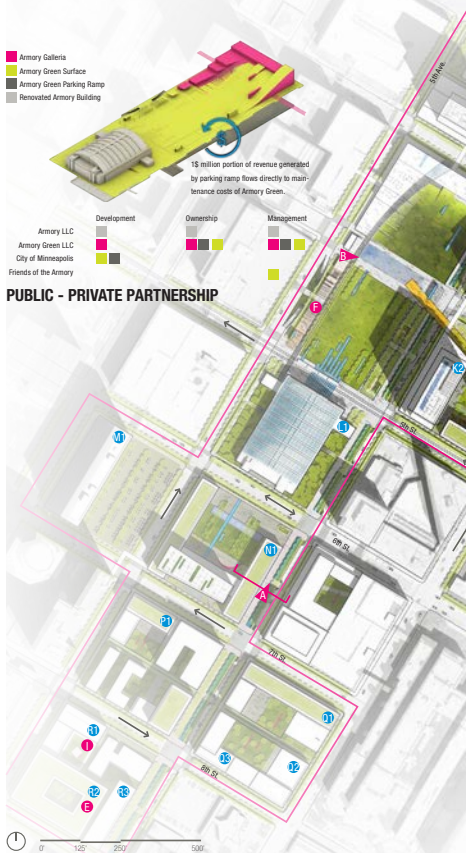 Armory Galleria
Armory Green Surface
Armory Green Parking Ramp
Renovated Armory Building
$
1$ million portion of revenue generated
by parking ramp flows directly to main-
tenance costs of Armory Green.
Development Ownership Management
Armory LLC
Armory Green LLC
City of Minneapolis
Friends of the Armory
PUBLIC - PRIVATE PARTNERSHIP
5th Ave.
B
F
K2
5th St.
L1
M1
6th St.
N1
A
P1
7th St.
Q1
R1
I
Q3
Q2
8th St.
R2
R3
E
0' 125' 250' 500'